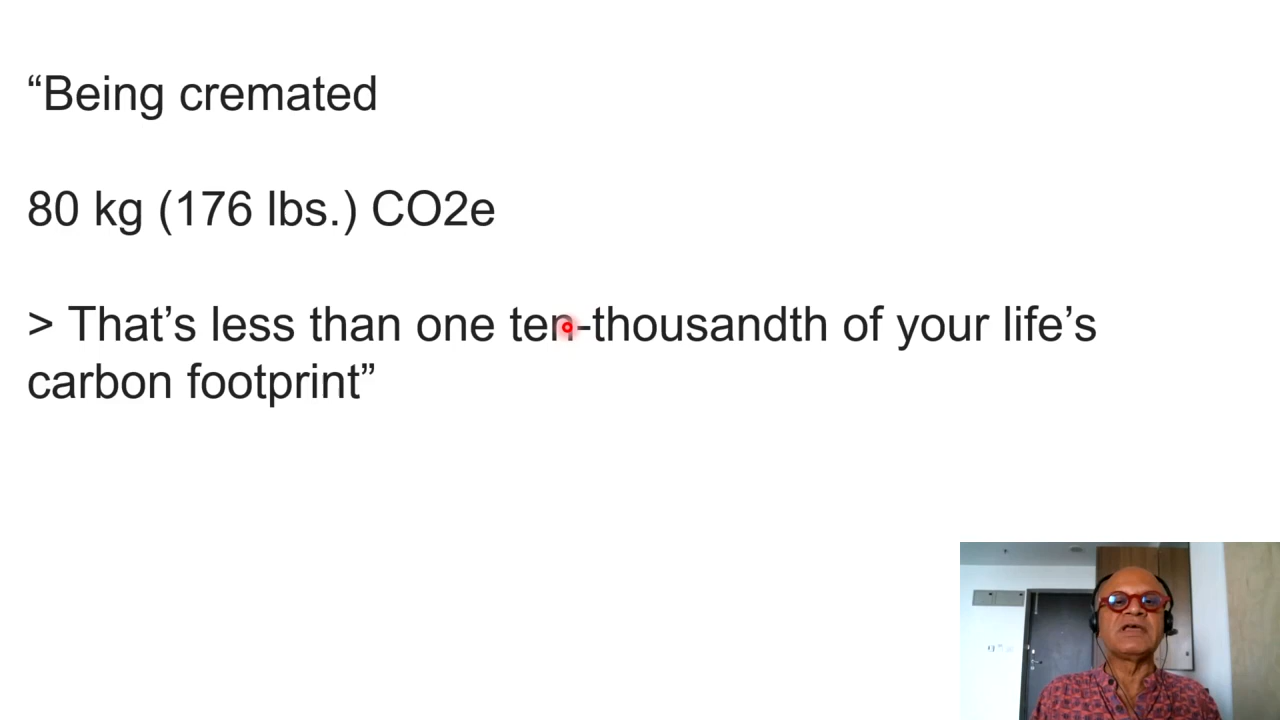 “Being cremated
80 kg (176 lbs.) CO2e
> That’s less than one ten-thousandth of your life’s
carbon footprint”